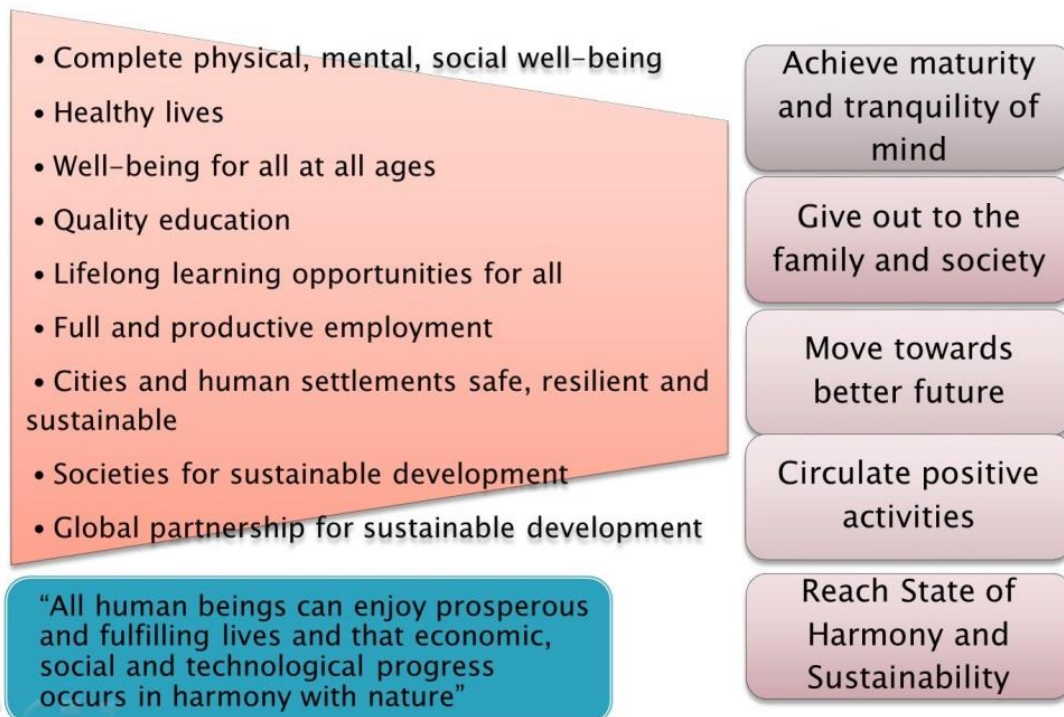 • Complete physical, mental, social well-being
• Healthy lives
• Well-being for all at all ages
• Quality education
• Lifelong learning opportunities for all
• Full and productive employment
• Cities and human settlements safe, resilient and
sustainable
• Societies for sustainable development
• Global partnership for sustainable development
“All human beings can enjoy prosperous
and fulfilling lives and that economic,
social and technological progress
occurs in harmony with nature”
Achieve maturity
and tranquility of
mind
Give out to the
family and society
Move towards
better future
Circulate positive
activities
Reach State of
Harmony and
Sustainability